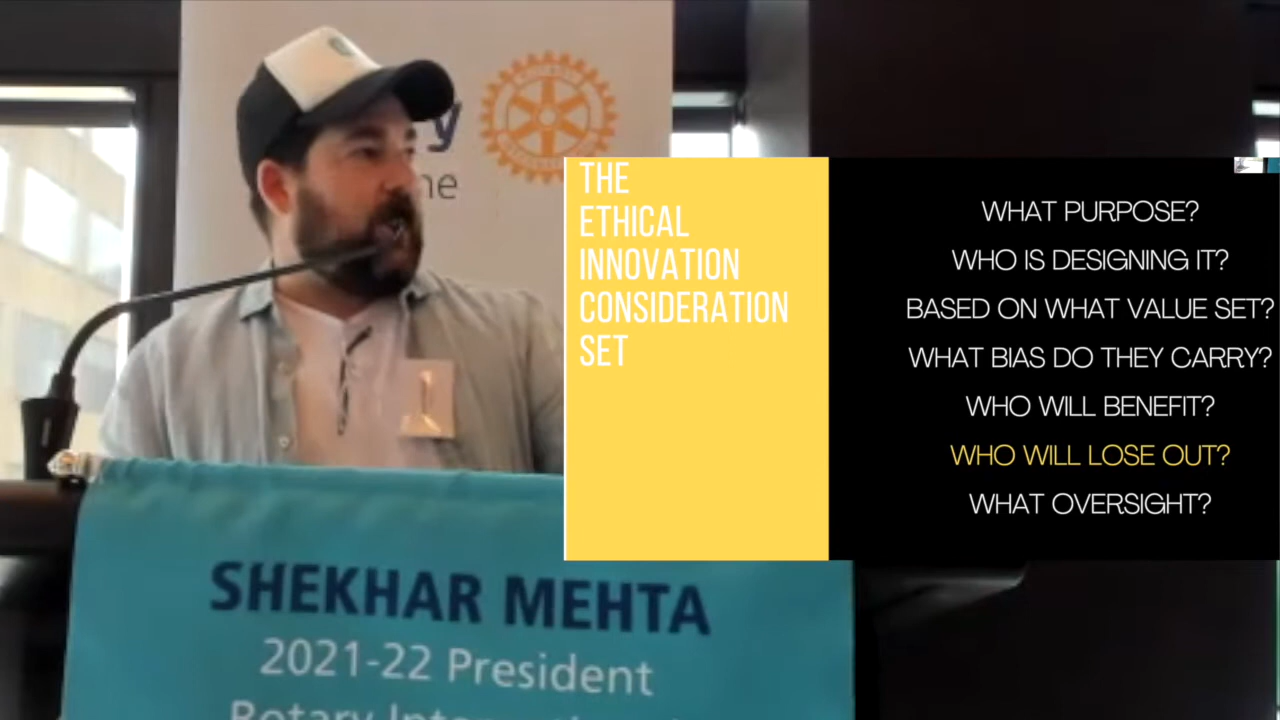 THE
ETHICAL
INNOVATION
CONSIDERATION
SET
WHAT PURPOSE?
WHO IS DESIGNING IT?
BASED ON WHAT VALUE SET?
WHAT BIAS DO THEY CARRY?
WHO WILL BENEFIT?
WHO WILL LOSE OUT?
WHAT OVERSIGHT?
SHEKHAR MEHTA
2021-22 President
Rotary